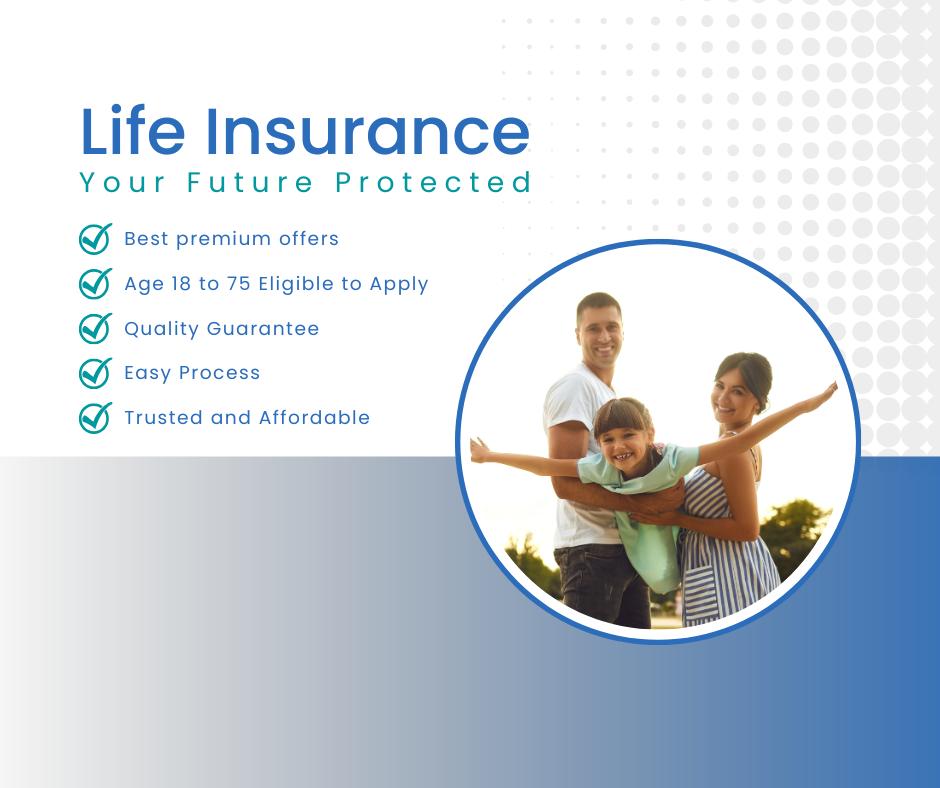 Life Insurance
Your Future Protected
Best premium offers
Age 18 to 75 Eligible to Apply
Quality Guarantee
Easy Process
Trusted and Affordable